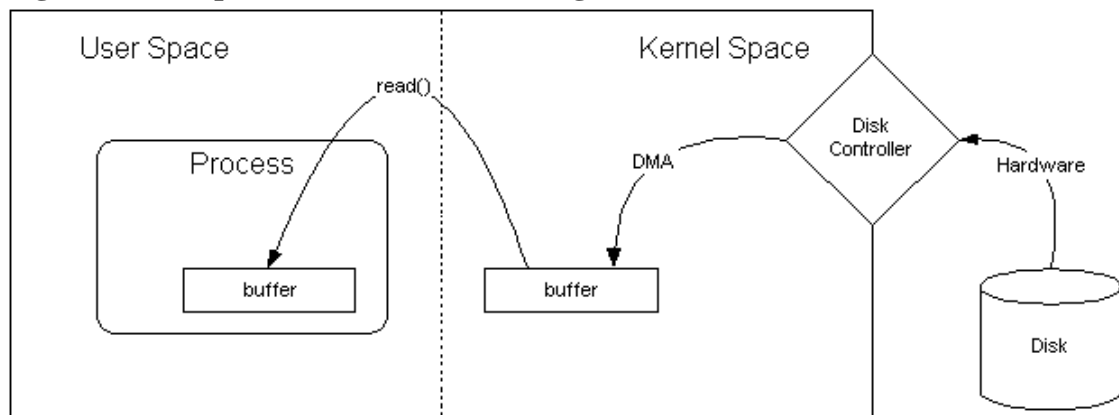 User Space
Kernel Space
read()
Process
DMA
Disk
Controller
Hardware
buffer
buffer
Disk